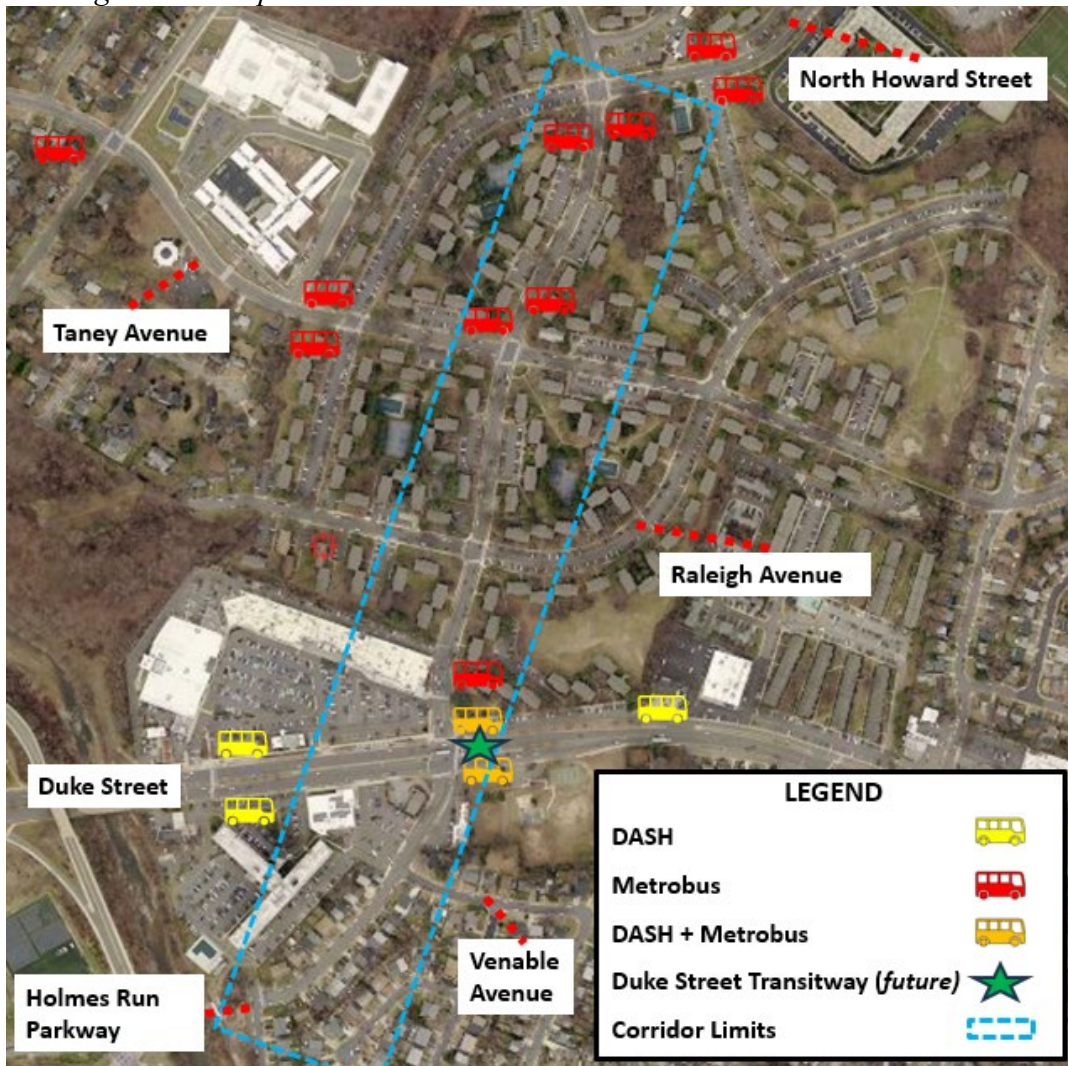 North Howard Street
Taney Avenue
Raleigh Avenue
Duke Street
Venable
Avenue
Holmes Run
Parkway
LEGEND
DASH
Metrobus
DASH + Metrobus
Duke Street Transitway (future)
Corridor Limits